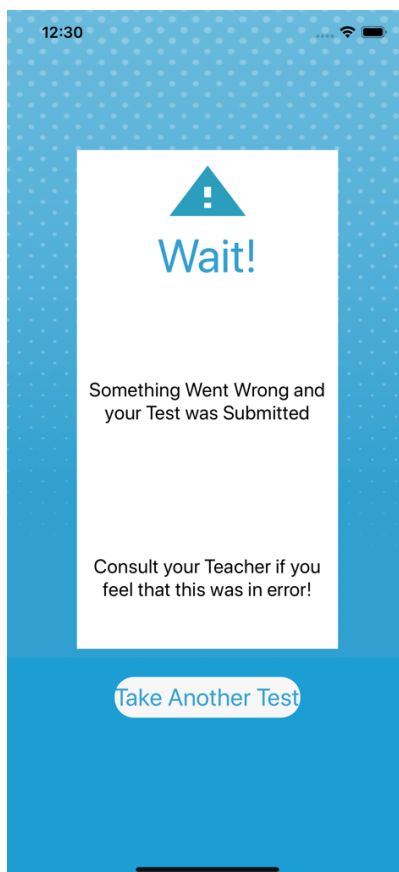 12:30
Wait!
Something Went Wrong and
your Test was Submitted
Consult your Teacher if you
feel that this was in error!
Take Another Test